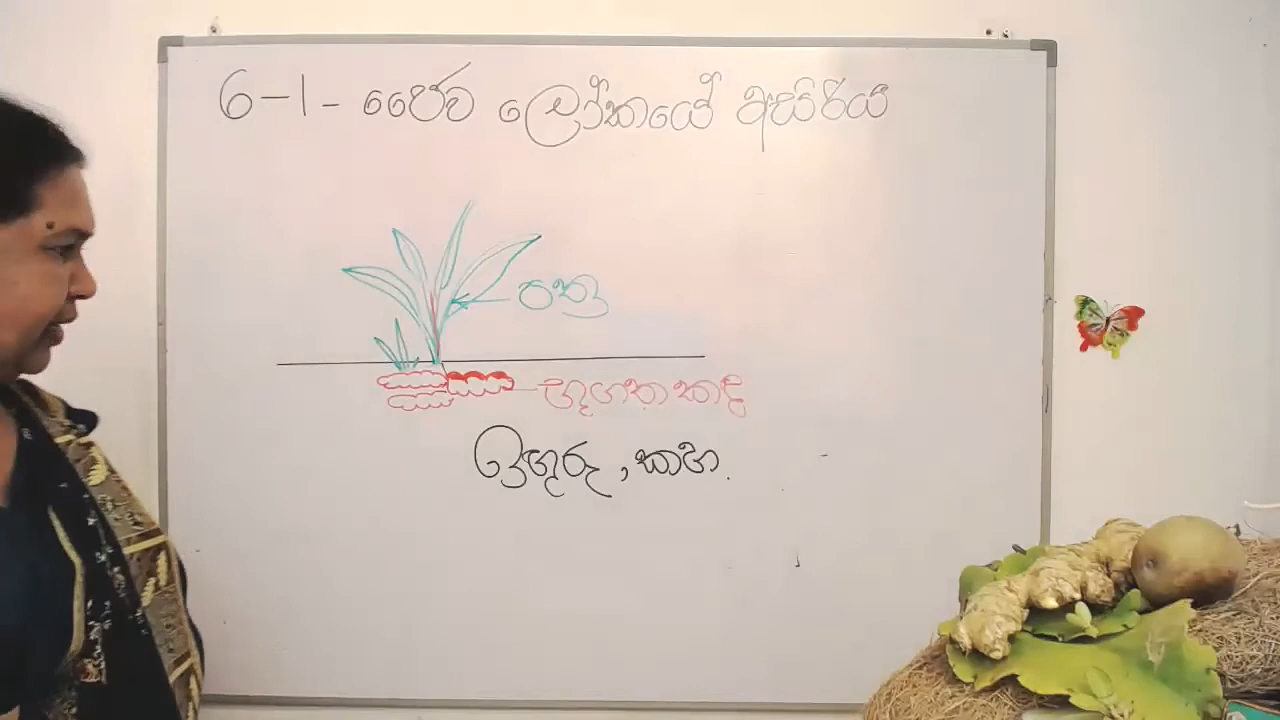 6-1- ජෛව ලෝකයේ අසිරිය
පත්‍ර
භූගත කඳ
ඉඟුරු, කහ.